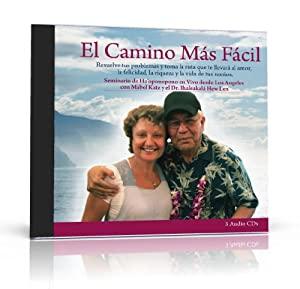 El Camino Más Fácil
Resuelve tus problemas y toma la ruta que te llevará al amor,
la felicidad, la riqueza y la vida de tus sueños.
Seminario de Ho'oponopono en Vivo desde Los Angeles
con Mabel Katz y el Dr. Ihaleakalá Hew Len
3 Audio CDs